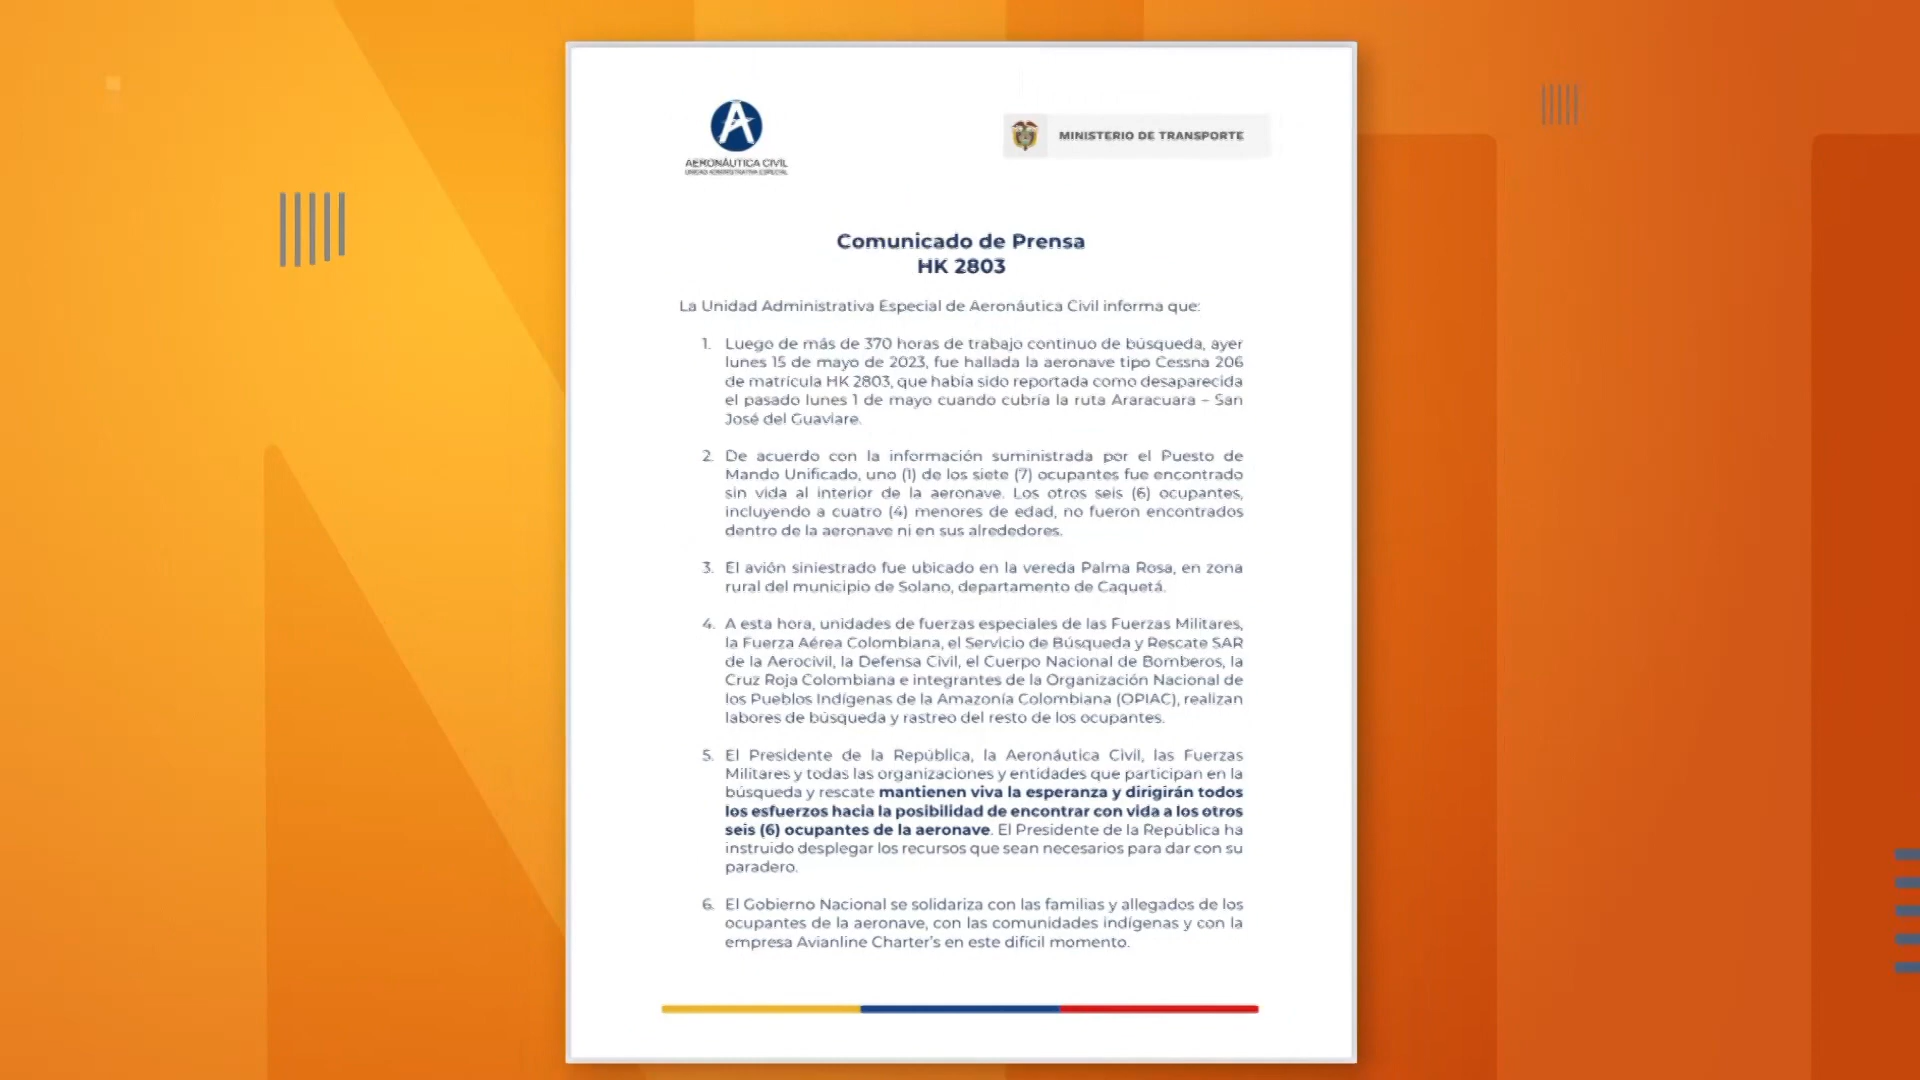 AERONÁUTICA CIVIL
UNIDAD ADMINISTRATIVA ESPECIAL
MINISTERIO DE TRANSPORTE
Comunicado de Prensa
HK 2803
La Unidad Administrativa Especial de Aeronáutica Civil informa que:
1. Luego de más de 370 horas de trabajo continuo de búsqueda, ayer
lunes 15 de mayo de 2023, fue hallada la aeronave tipo Cessna 206
de matrícula HK 2803, que había sido reportada como desaparecida
el pasado lunes 1 de mayo cuando cubría la ruta Araracuara – San
José del Guaviare.
2. De acuerdo con la información suministrada por el Puesto de
Mando Unificado, uno (1) de los siete (7) ocupantes fue encontrado
sin vida al interior de la aeronave. Los otros seis (6) ocupantes,
incluyendo a cuatro (4) menores de edad, no fueron encontrados
dentro de la aeronave ni en sus alrededores.
3. El avión siniestrado fue ubicado en la vereda Palma Rosa, en zona
rural del municipio de Solano, departamento de Caquetá.
4. A esta hora, unidades de fuerzas especiales de las Fuerzas Militares,
la Fuerza Aérea Colombiana, el Servicio de Búsqueda y Rescate SAR
de la Aerocivil, la Defensa Civil, el Cuerpo Nacional de Bomberos, la
Cruz Roja Colombiana e integrantes de la Organización Nacional de
los Pueblos Indígenas de la Amazonía Colombiana (OPIAC), realizan
labores de búsqueda y rastreo del resto de los ocupantes.
5. El Presidente de la República, la Aeronáutica Civil, las Fuerzas
Militares y todas las organizaciones y entidades que participan en la
búsqueda y rescate mantienen viva la esperanza y dirigirán todos
los esfuerzos hacia la posibilidad de encontrar con vida a los otros
seis (6) ocupantes de la aeronave. El Presidente de la República ha
instruido desplegar los recursos que sean necesarios para dar con su
paradero.
6. El Gobierno Nacional se solidariza con las familias y allegados de los
ocupantes de la aeronave, con las comunidades indígenas y con la
empresa Avianline Charter's en este difícil momento.